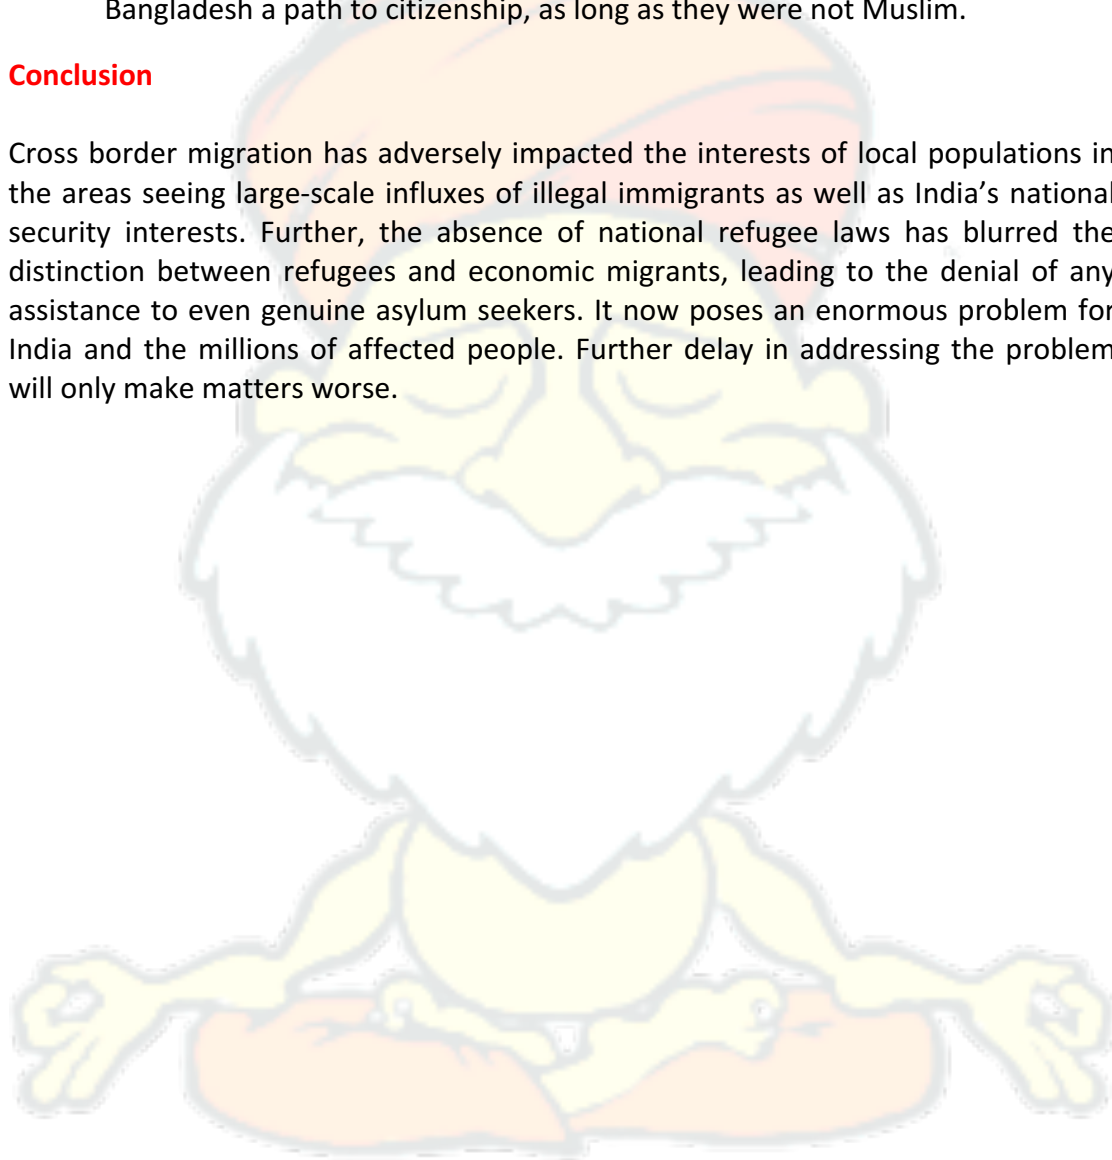 Bangladesh a path to citizenship, as long as they were not Muslim.
Conclusion
Cross border migration has adversely impacted the interests of local populations in
the areas seeing large-scale influxes of illegal immigrants as well as India’s national
security interests. Further, the absence of national refugee laws has blurred the
distinction between refugees and economic migrants, leading to the denial of any
assistance to even genuine asylum seekers. It now poses an enormous problem for
India and the millions of affected people. Further delay in addressing the problem
will only make matters worse.